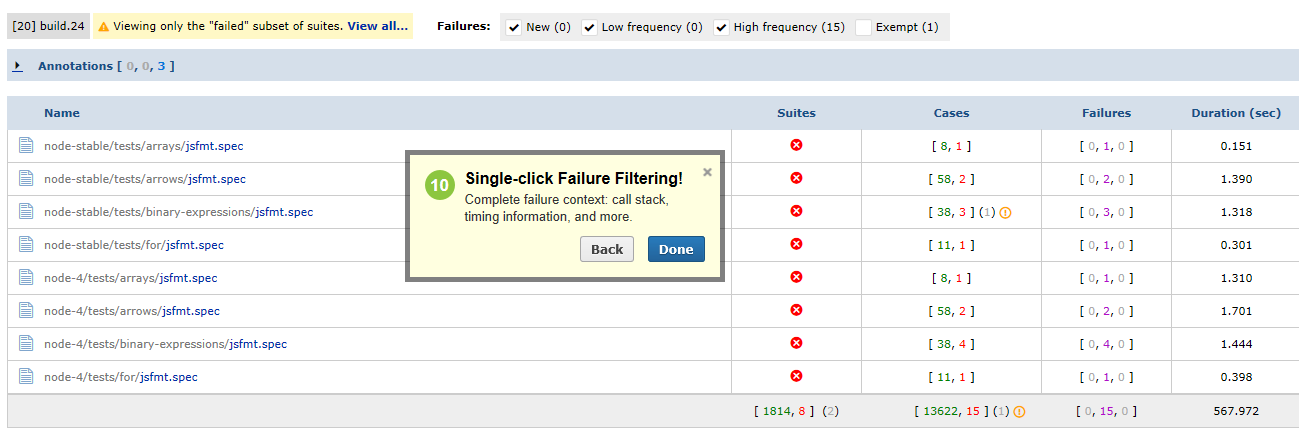 [20] build.24 Viewing only the "failed" subset of suites. View all... Failures: New (0) Low frequency (0) High frequency (15) Exempt (1)
Annotations [ 0, 0, 3 ]
Name Suites Cases Failures Duration (sec)
node-stable/tests/arrays/jsfmt.spec [ 8, 1 ] [ 0, 1, 0 ] 0.151
node-stable/tests/arrows/jsfmt.spec [ 58, 2 ] [ 0, 2, 0 ] 1.390
node-stable/tests/binary-expressions/jsfmt.spec [ 38, 3 ] (1) [ 0, 3, 0 ] 1.318
node-stable/tests/for/jsfmt.spec [ 11, 1 ] [ 0, 1, 0 ] 0.301
node-4/tests/arrays/jsfmt.spec [ 8, 1 ] [ 0, 1, 0 ] 1.310
node-4/tests/arrows/jsfmt.spec [ 58, 2 ] [ 0, 2, 0 ] 1.701
node-4/tests/binary-expressions/jsfmt.spec [ 38, 4 ] [ 0, 4, 0 ] 1.444
node-4/tests/for/jsfmt.spec [ 11, 1 ] [ 0, 1, 0 ] 0.398
[ 1814, 8 ] (2) [ 13622, 15 ] (1) [ 0, 15, 0 ] 567.972
10 Single-click Failure Filtering! ×
Complete failure context: call stack,
timing information, and more.
Back Done